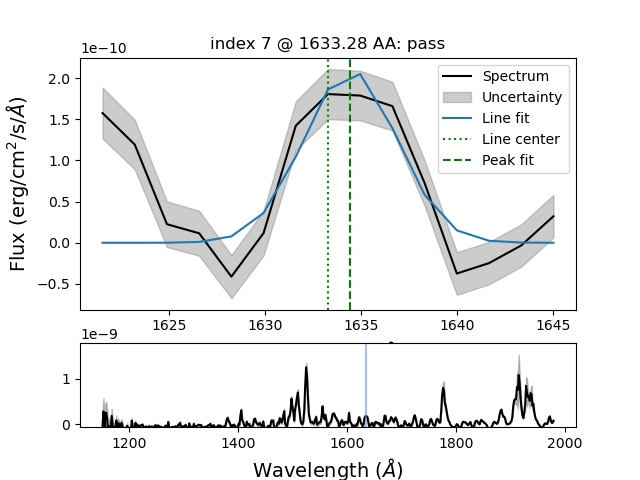 index 7 @ 1633.28 AA: pass
1e−10
Flux (erg/cm²/s/Å)
2.0
1.5
1.0
0.5
0.0
−0.5
Spectrum
Uncertainty
Line fit
Line center
Peak fit
1625 1630 1635 1640 1645
1e−9
1
0
1200 1400 1600 1800 2000
Wavelength (Å)